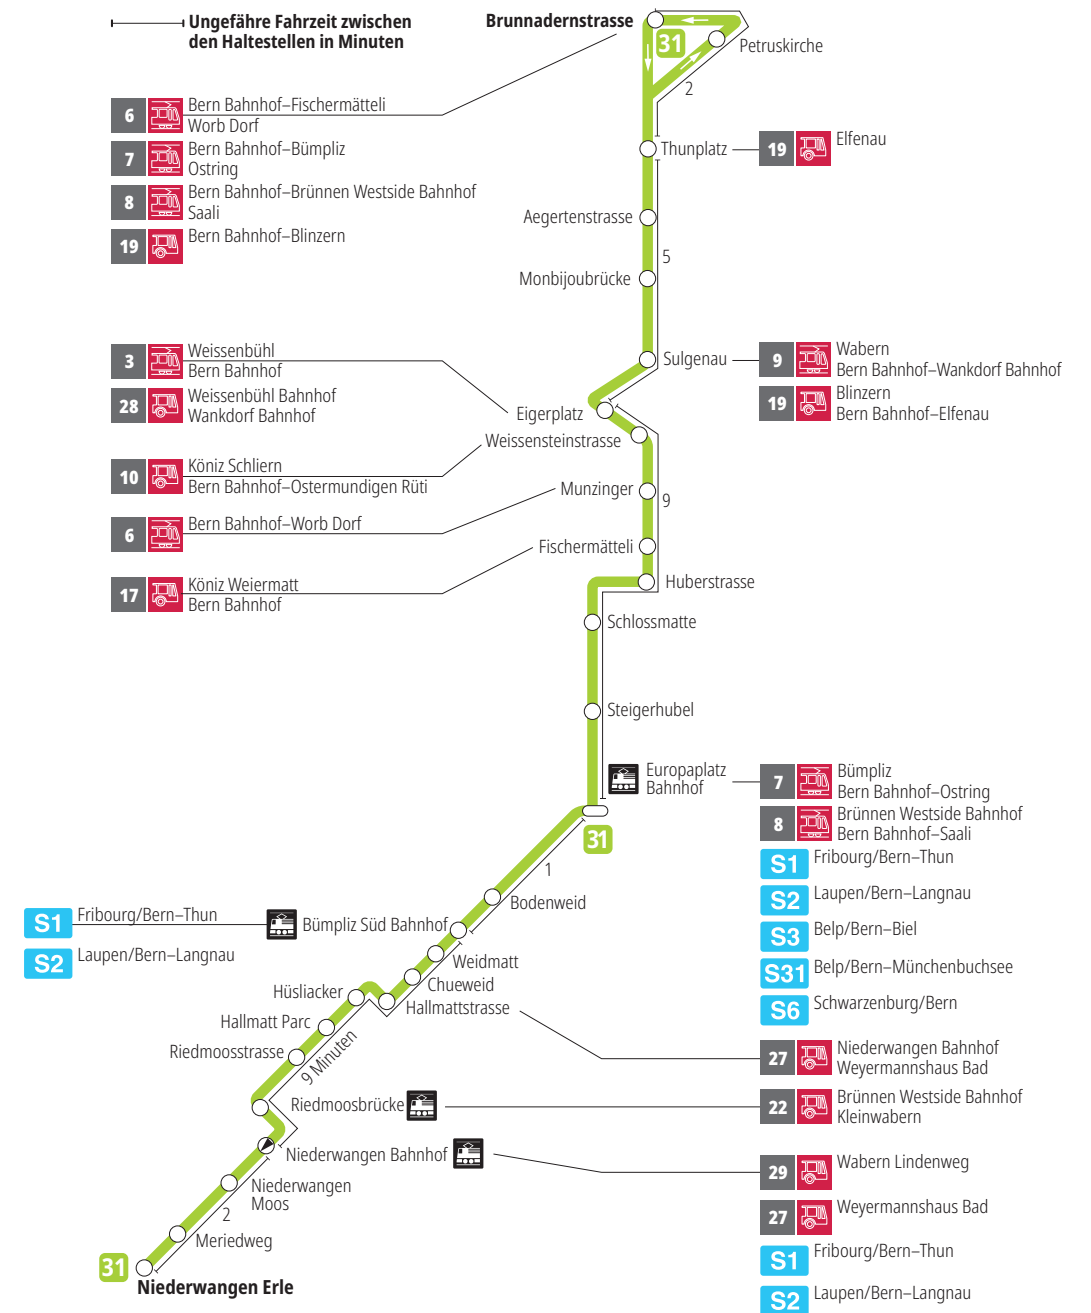 Ungefähre Fahrzeit zwischen
den Haltestellen in Minuten
Brunnadernstrasse
31
Petruskirche
2
6
Bern Bahnhof–Fischermätteli
Worb Dorf
7
Bern Bahnhof–Bümpliz
Ostring
8
Bern Bahnhof–Brünnen Westside Bahnhof
Saali
19
Bern Bahnhof–Blinzern
Thunplatz
19
Elfenau
Aegertenstrasse
5
Monbijoubrücke
3
Weissenbühl
Bern Bahnhof
28
Weissenbühl Bahnhof
Wankdorf Bahnhof
Sulgenau
9
Wabern
Bern Bahnhof–Wankdorf Bahnhof
19
Blinzern
Bern Bahnhof–Elfenau
Eigerplatz
Weissensteinstrasse
10
Köniz Schliern
Bern Bahnhof–Ostermundigen Rüti
Munzinger
9
6
Bern Bahnhof–Worb Dorf
Fischermätteli
17
Köniz Weiermatt
Bern Bahnhof
Huberstrasse
Schlossmatte
Steigerhubel
Europaplatz
Bahnhof
31
7
Bümpliz
Bern Bahnhof–Ostring
8
Brünnen Westside Bahnhof
Bern Bahnhof–Saali
S1
Fribourg/Bern–Thun
S2
Laupen/Bern–Langnau
S3
Belp/Bern–Biel
S31
Belp/Bern–Münchenbuchsee
S6
Schwarzenburg/Bern
1
Bodenweid
S1
Fribourg/Bern–Thun
S2
Laupen/Bern–Langnau
Bümpliz Süd Bahnhof
Weidmatt
Chueweid
Hallmattstrasse
27
Niederwangen Bahnhof
Weyermannshaus Bad
Hüsliacker
Hallmatt Parc
Riedmoosstrasse
9 Minuten
Riedmoosbrücke
22
Brünnen Westside Bahnhof
Kleinwabern
Niederwangen Bahnhof
29
Wabern Lindenweg
27
Weyermannshaus Bad
S1
Fribourg/Bern–Thun
S2
Laupen/Bern–Langnau
Niederwangen
Moos
2
Meriedweg
31
Niederwangen Erle